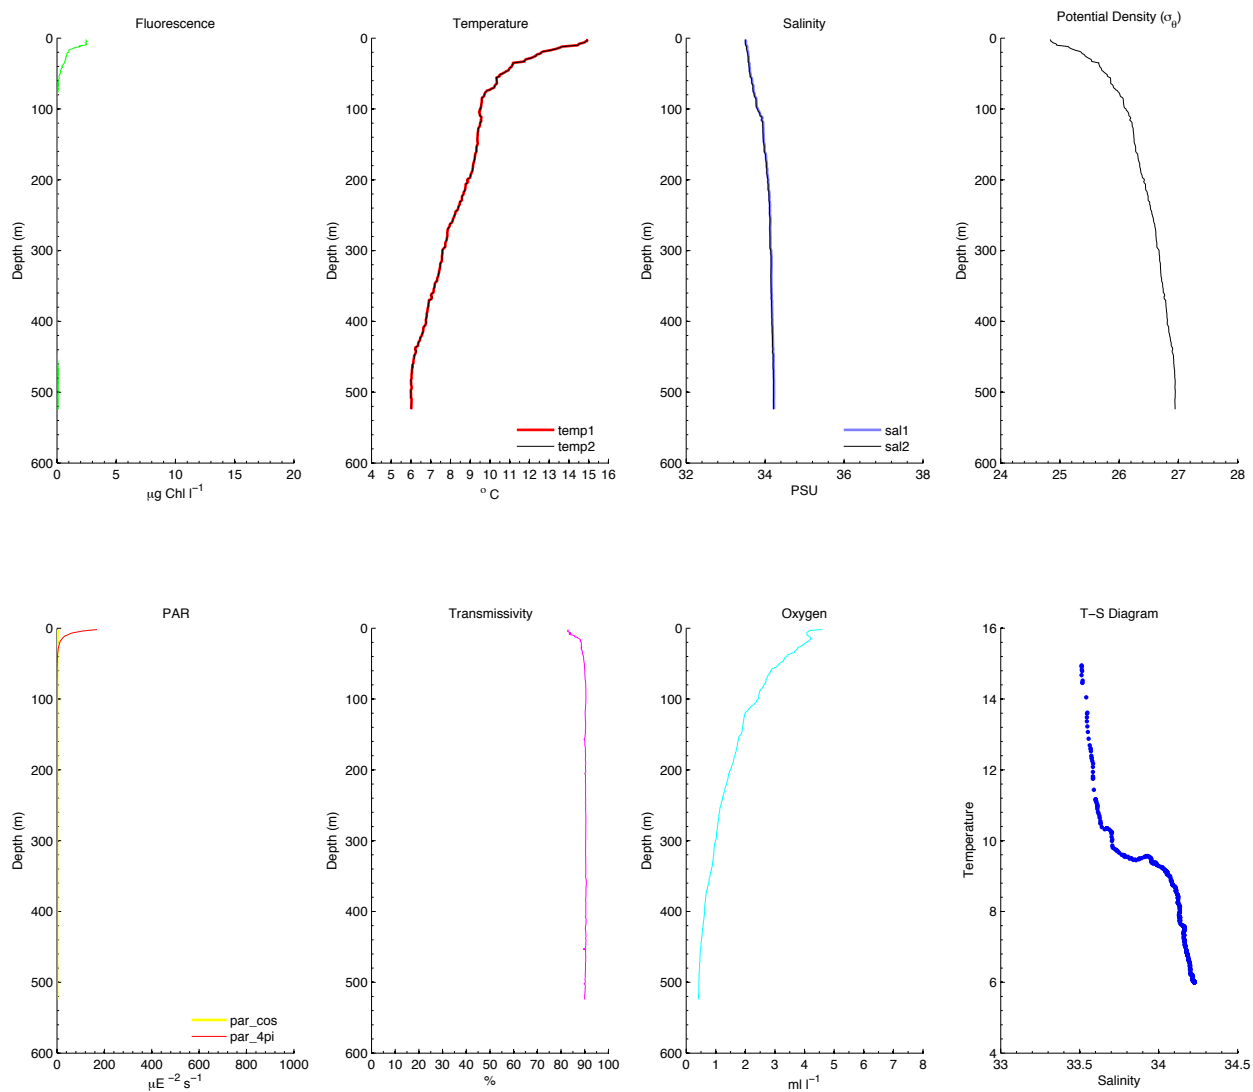 Fluorescence
0
100
200
300
400
500
600
Depth (m)
0 5 10 15 20
μg Chl l⁻¹
Temperature
0
100
200
300
400
500
600
Depth (m)
temp1
temp2
4 5 6 7 8 9 10 11 12 13 14 15 16
° C
Salinity
0
100
200
300
400
500
600
Depth (m)
sal1
sal2
32 34 36 38
PSU
Potential Density (σθ)
0
100
200
300
400
500
600
Depth (m)
24 25 26 27 28
PAR
0
100
200
300
400
500
600
Depth (m)
par_cos
par_4pi
0 200 400 600 800 1000
μE ⁻² s⁻¹
Transmissivity
0
100
200
300
400
500
600
Depth (m)
0 10 20 30 40 50 60 70 80 90 100
%
Oxygen
0
100
200
300
400
500
600
Depth (m)
0 1 2 3 4 5 6 7 8
ml l⁻¹
T−S Diagram
16
14
12
10
8
6
4
Temperature
33 33.5 34 34.5
Salinity